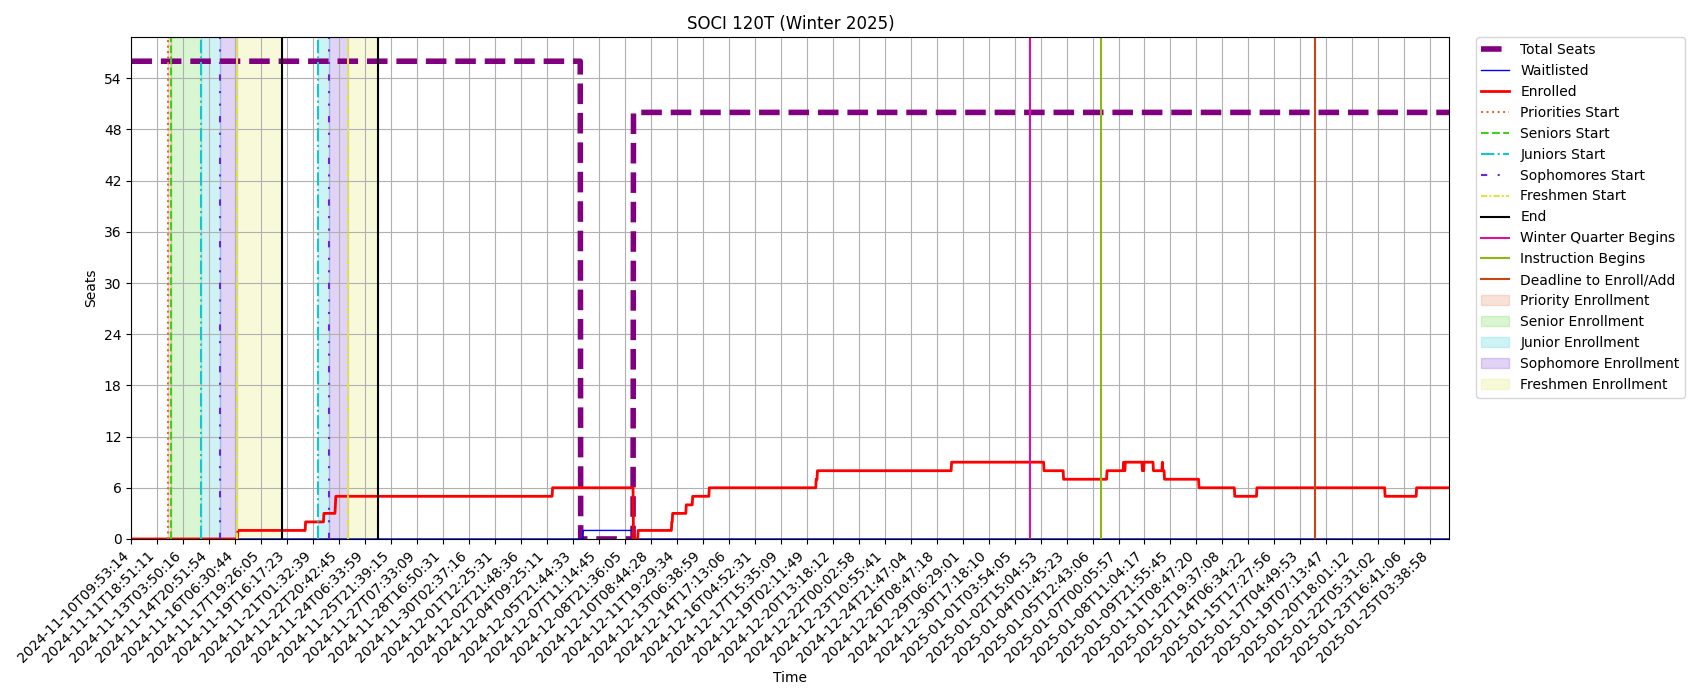 SOCI 120T (Winter 2025)
Seats
54
48
42
36
30
24
18
12
6
0
2024-11-10T09:53:14
2024-11-11T18:51:11
2024-11-13T03:50:16
2024-11-14T20:51:54
2024-11-16T06:30:44
2024-11-17T19:26:05
2024-11-19T16:17:23
2024-11-21T01:32:39
2024-11-22T20:42:45
2024-11-24T06:33:59
2024-11-25T21:39:15
2024-11-27T07:33:09
2024-11-28T16:50:31
2024-11-30T02:37:16
2024-12-01T12:25:31
2024-12-02T21:48:36
2024-12-04T09:25:11
2024-12-05T21:44:33
2024-12-07T11:14:45
2024-12-08T21:36:05
2024-12-10T08:44:28
2024-12-11T19:29:34
2024-12-13T06:38:59
2024-12-14T17:13:06
2024-12-16T04:52:31
2024-12-17T15:35:09
2024-12-19T02:11:49
2024-12-20T13:18:12
2024-12-22T00:02:58
2024-12-23T10:55:41
2024-12-24T21:47:04
2024-12-26T08:47:18
2024-12-29T06:29:01
2024-12-30T17:18:10
2025-01-01T03:54:05
2025-01-02T15:04:53
2025-01-04T01:45:23
2025-01-05T12:43:06
2025-01-07T00:05:57
2025-01-08T11:04:17
2025-01-09T21:55:45
2025-01-11T08:47:20
2025-01-12T19:37:08
2025-01-14T06:34:22
2025-01-15T17:27:56
2025-01-17T04:49:53
2025-01-19T07:13:47
2025-01-20T18:01:12
2025-01-22T05:31:02
2025-01-23T16:41:06
2025-01-25T03:38:58
Time
Total Seats
Waitlisted
Enrolled
Priorities Start
Seniors Start
Juniors Start
Sophomores Start
Freshmen Start
End
Winter Quarter Begins
Instruction Begins
Deadline to Enroll/Add
Priority Enrollment
Senior Enrollment
Junior Enrollment
Sophomore Enrollment
Freshmen Enrollment